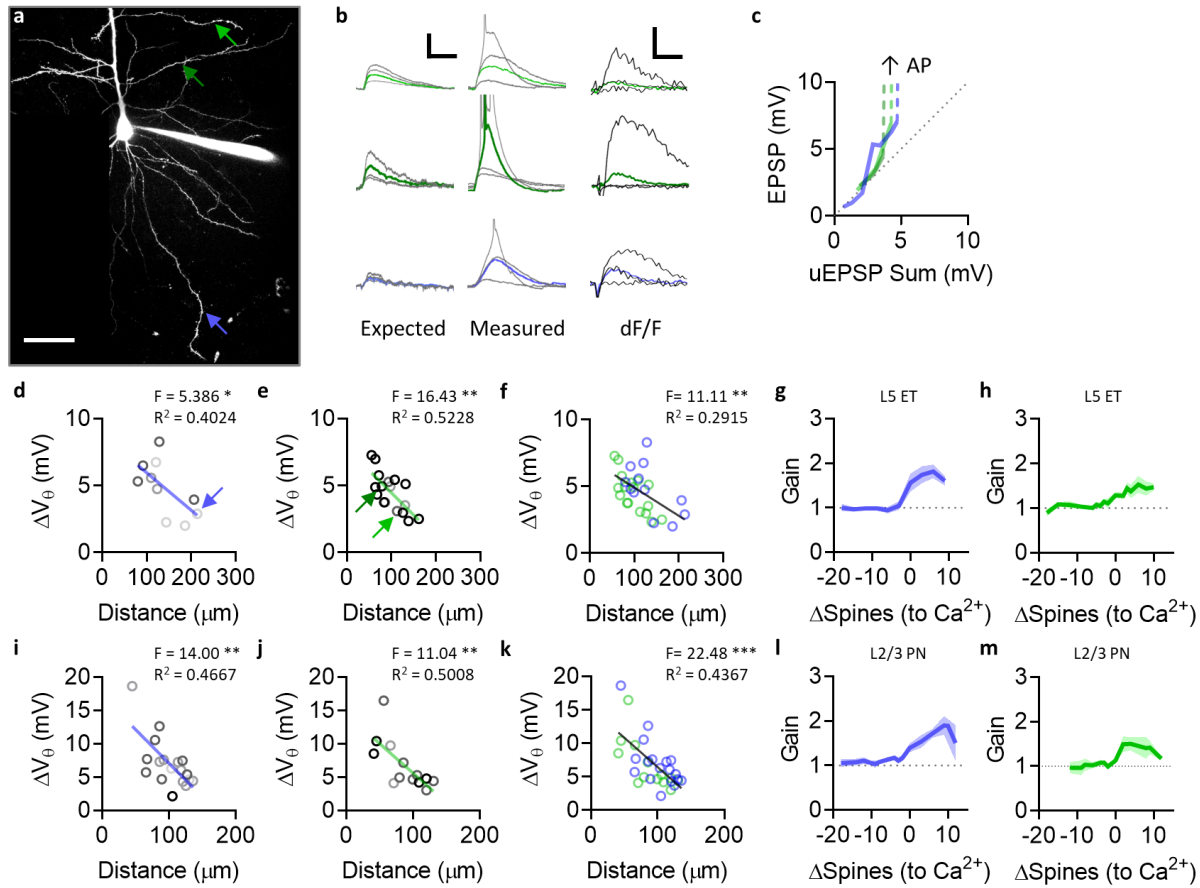 a
b
c
↑ AP
10
5
0
EPSP (mV)
0 5 10
uEPSP Sum (mV)
Expected Measured dF/F
d
F = 5.386 *
R² = 0.4024
10
5
0
ΔVθ (mV)
0 100 200 300
Distance (μm)
e
F = 16.43 **
R² = 0.5228
10
5
0
ΔVθ (mV)
0 100 200 300
Distance (μm)
f
F= 11.11 **
R² = 0.2915
10
5
0
ΔVθ (mV)
0 100 200 300
Distance (μm)
g
L5 ET
3
2
1
0
Gain
-20 -10 0 10
ΔSpines (to Ca²⁺)
h
L5 ET
3
2
1
0
Gain
-20 -10 0 10
ΔSpines (to Ca²⁺)
i
F = 14.00 **
R² = 0.4667
20
15
10
5
0
ΔVθ (mV)
0 100 200
Distance (μm)
j
F = 11.04 **
R² = 0.5008
20
15
10
5
0
ΔVθ (mV)
0 100 200
Distance (μm)
k
F= 22.48 ***
R² = 0.4367
20
15
10
5
0
ΔVθ (mV)
0 100 200
Distance (μm)
l
L2/3 PN
3
2
1
0
Gain
-20 -10 0 10
ΔSpines (to Ca²⁺)
m
L2/3 PN
3
2
1
0
Gain
-20 -10 0 10
ΔSpines (to Ca²⁺)